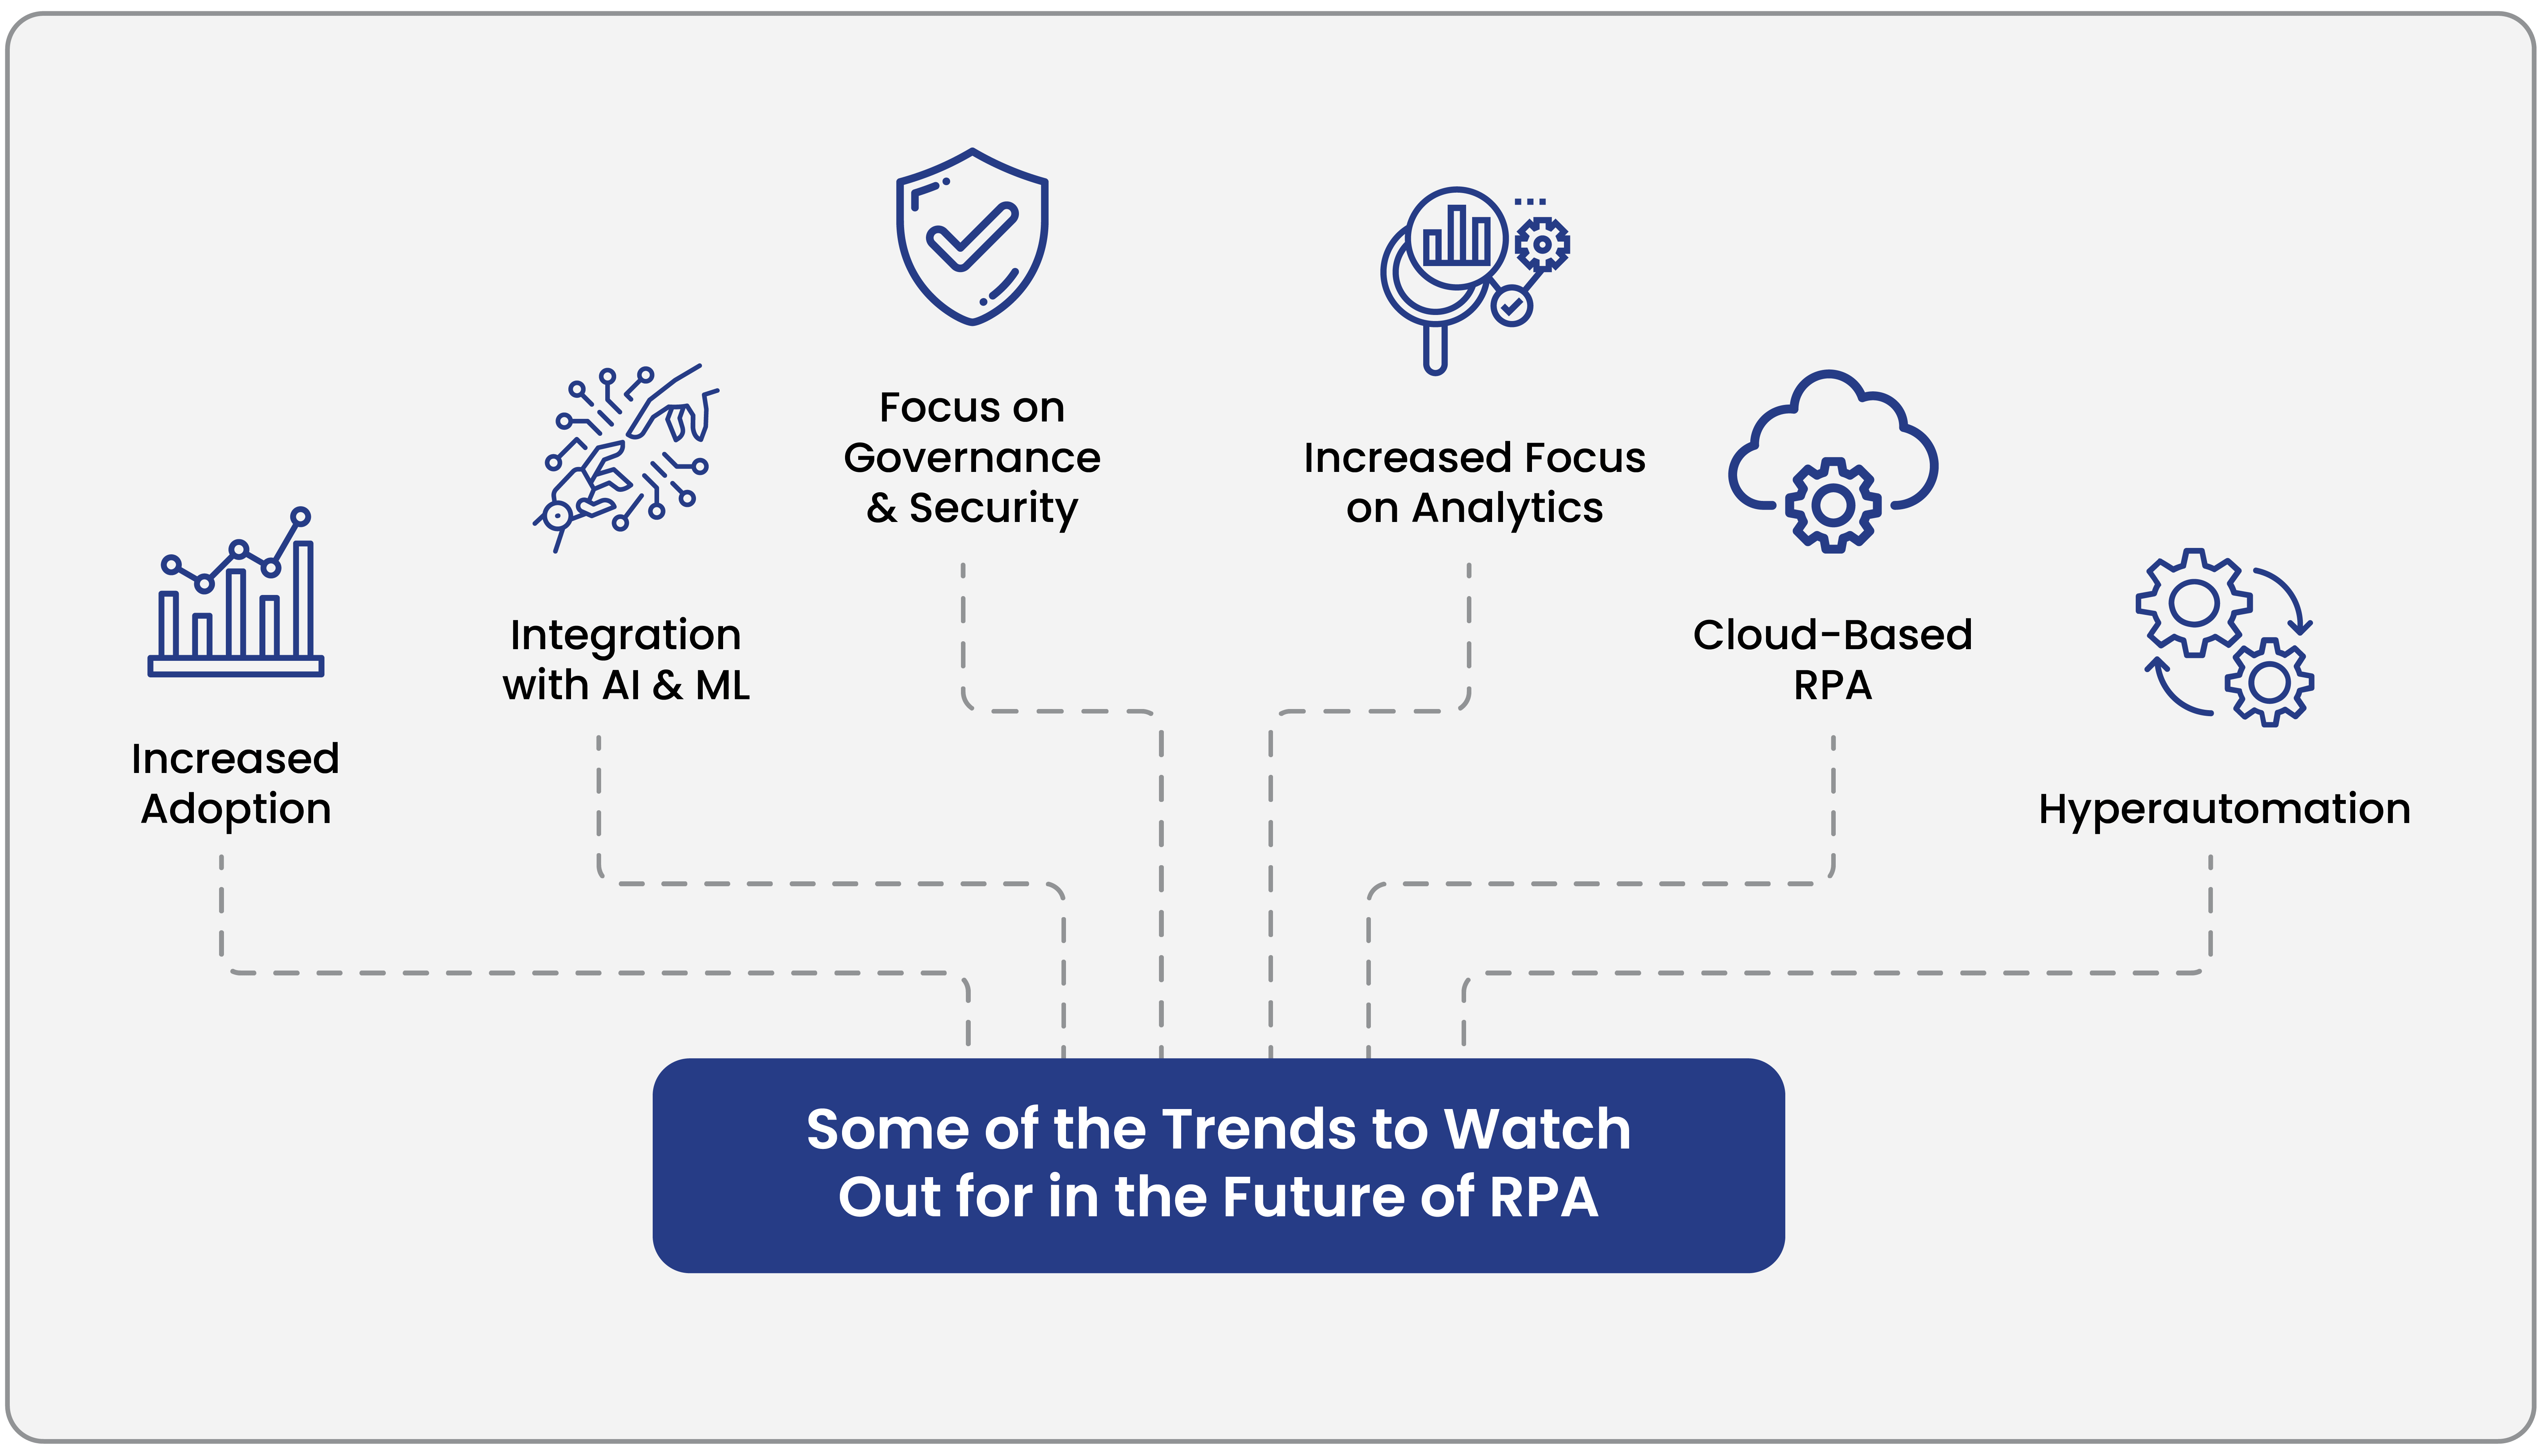 Increased
Adoption
Integration
with AI & ML
Focus on
Governance
& Security
Increased Focus
on Analytics
Cloud-Based
RPA
Hyperautomation
Some of the Trends to Watch
Out for in the Future of RPA